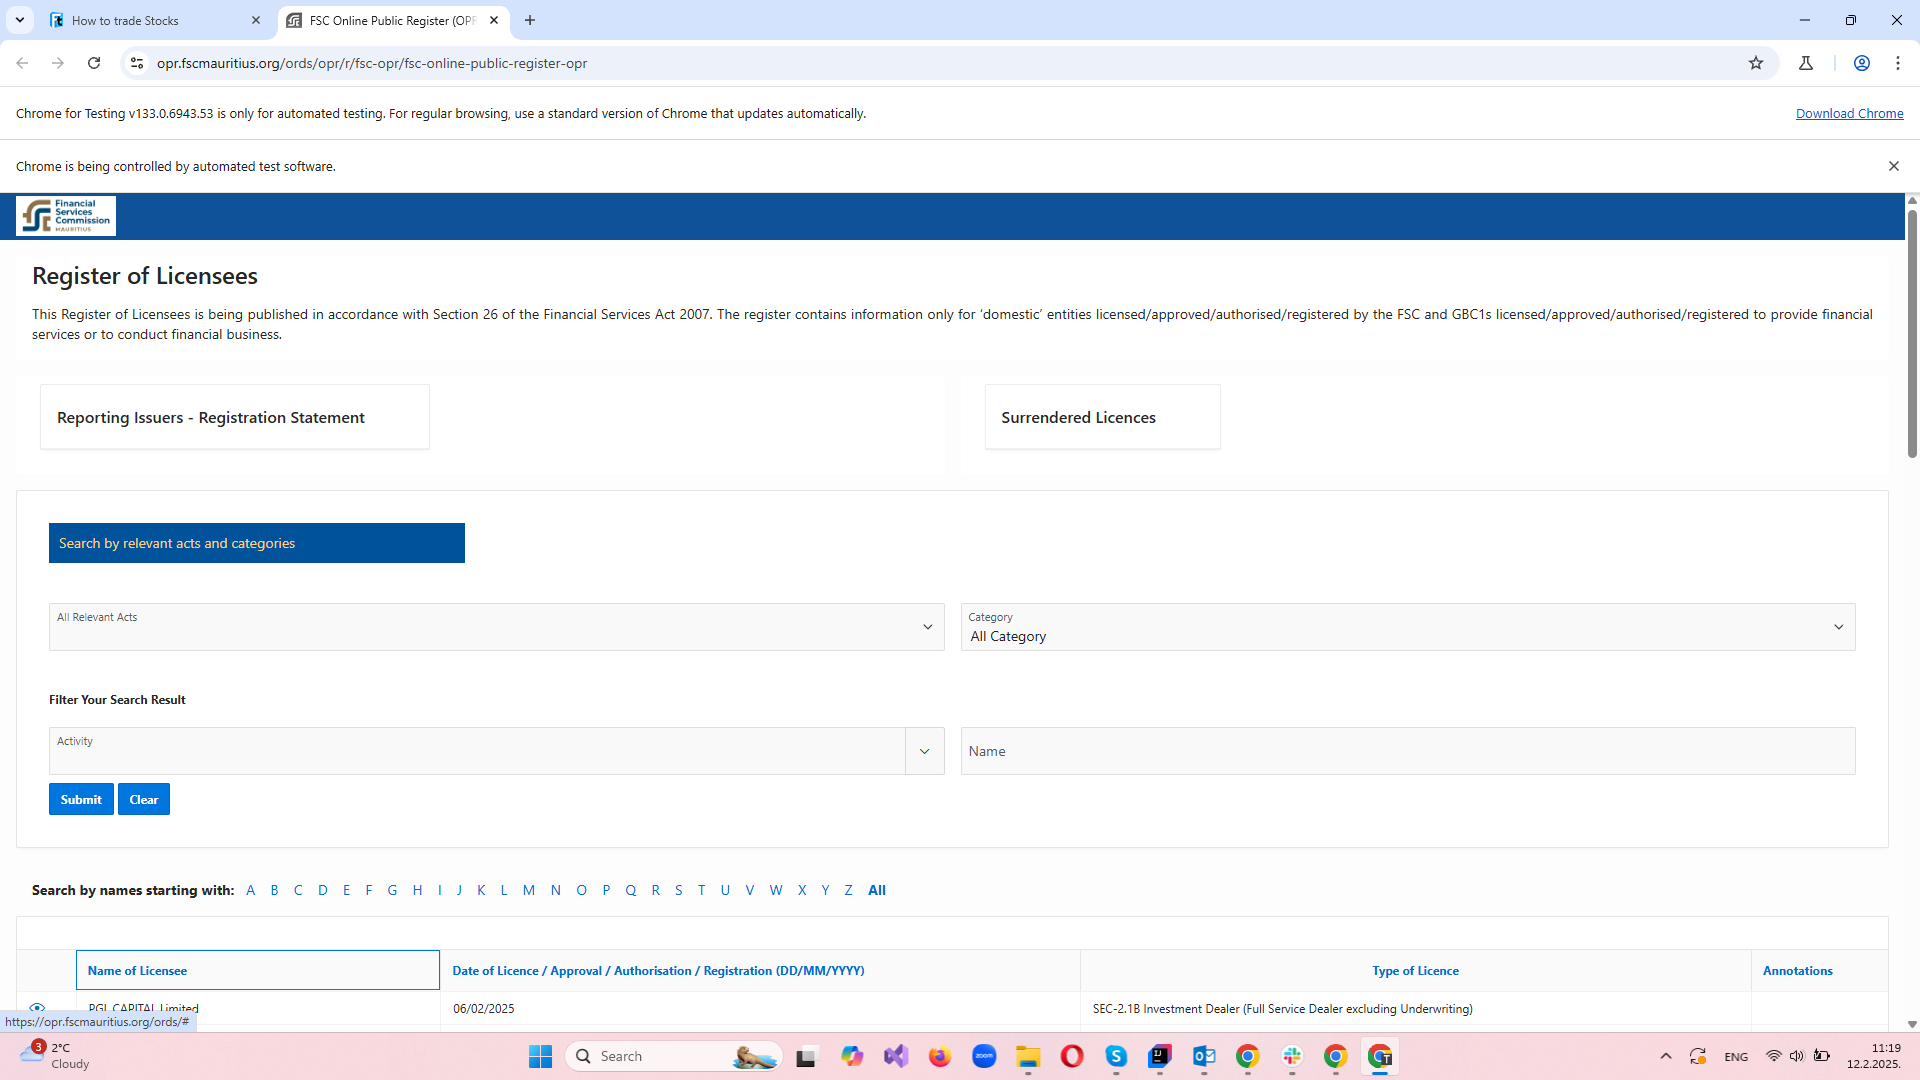 How to trade Stocks
FSC Online Public Register (OPR
opr.fscmauritius.org/ords/opr/r/fsc-opr/fsc-online-public-register-opr
Chrome for Testing v133.0.6943.53 is only for automated testing. For regular browsing, use a standard version of Chrome that updates automatically.
Download Chrome
Chrome is being controlled by automated test software.
Financial
Services
Commission
MAURITIUS
Register of Licensees
This Register of Licensees is being published in accordance with Section 26 of the Financial Services Act 2007. The register contains information only for ‘domestic’ entities licensed/approved/authorised/registered by the FSC and GBC1s licensed/approved/authorised/registered to provide financial
services or to conduct financial business.
Reporting Issuers - Registration Statement
Surrendered Licences
Search by relevant acts and categories
All Relevant Acts
Category
All Category
Filter Your Search Result
Activity
Name
Submit Clear
Search by names starting with: A B C D E F G H I J K L M N O P Q R S T U V W X Y Z All
Name of Licensee Date of Licence / Approval / Authorisation / Registration (DD/MM/YYYY) Type of Licence Annotations
PGL CAPITAL Limited 06/02/2025 SEC-2.1B Investment Dealer (Full Service Dealer excluding Underwriting)
https://opr.fscmauritius.org/ords/#
3
2°C
Cloudy
Search
zoom
ENG
11:19
12.2.2025.